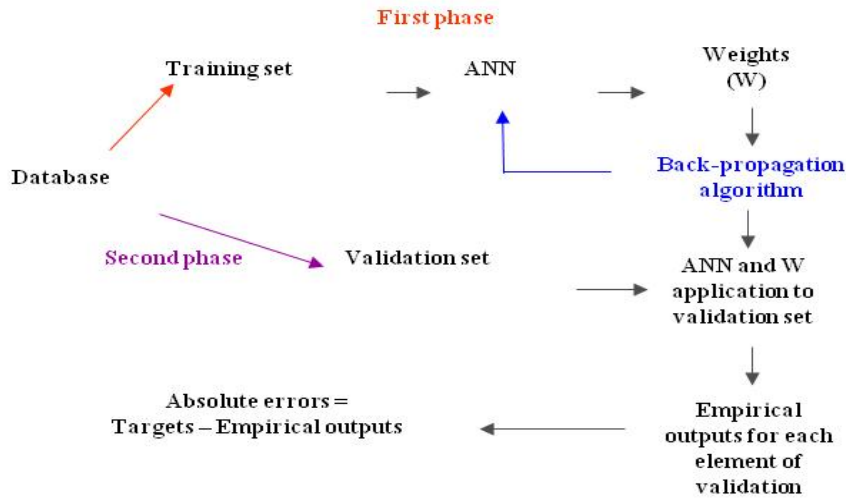 First phase
Training set
ANN
Weights
(W)
Database
Back-propagation
algorithm
Second phase
Validation set
ANN and W
application to
validation set
Absolute errors =
Targets – Empirical outputs
Empirical
outputs for each
element of
validation